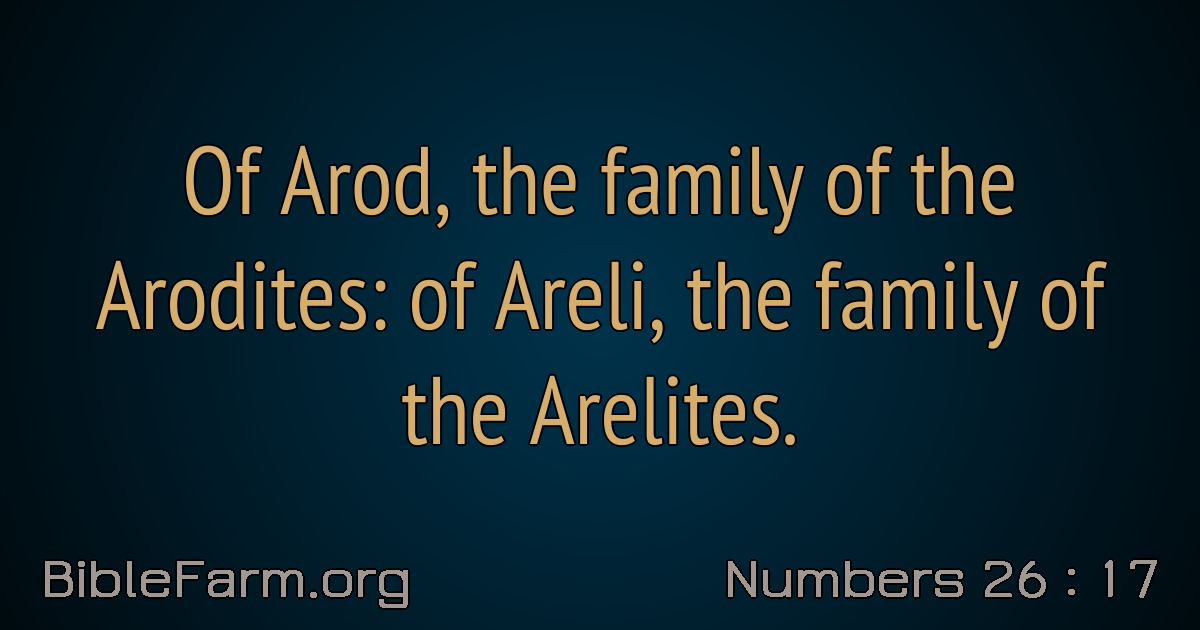 Of Arod, the family of the
Arodites: of Areli, the family of
the Arelites.
BibleFarm.org
Numbers 26 : 17